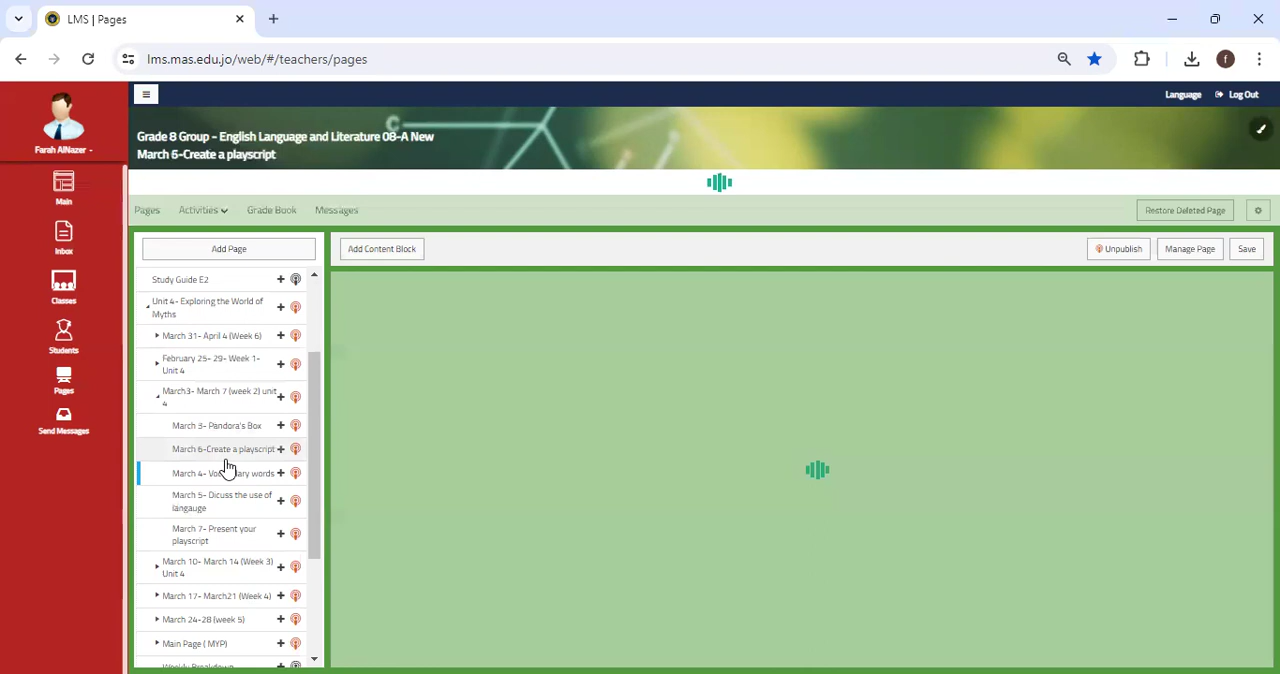 LMS | Pages
lms.mas.edu.jo/web/#/teachers/pages
f
Language
Log Out
Farah AlNazer
Grade 8 Group - English Language and Literature 08-A New
March 6-Create a playscript
Main
Inbox
Classes
Students
Pages
Send Messages
Pages
Activities
Grade Book
Messages
Restore Deleted Page
Add Page
Add Content Block
Unpublish
Manage Page
Save
Study Guide E2
Unit 4- Exploring the World of
Myths
March 31- April 4 (Week 6)
February 25- 29- Week 1-
Unit 4
March3- March 7 (week 2) unit
4
March 3- Pandora's Box
March 6-Create a playscript
March 4- Vocabulary words
March 5- Dicuss the use of
langauge
March 7- Present your
playscript
March 10- March 14 (Week 3)
Unit 4
March 17- March21 (Week 4)
March 24-28 (week 5)
Main Page ( MYP)
Weekly Breakdown